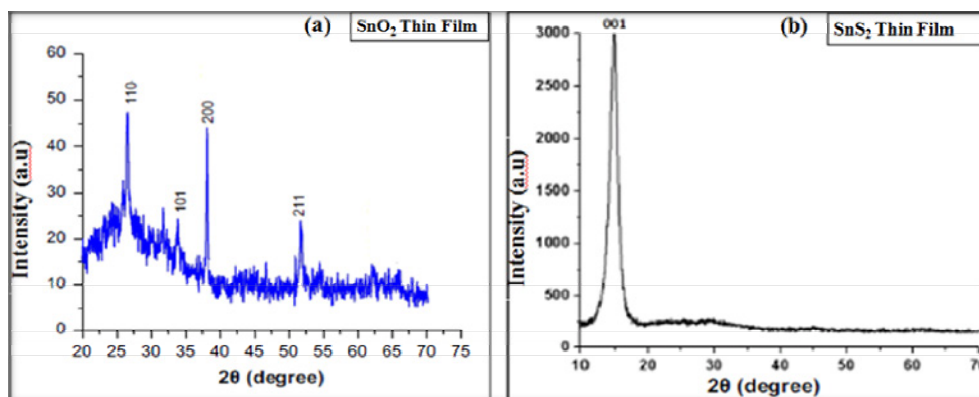 (a)
SnO₂ Thin Film
Intensity (a.u)
60
50
40
30
20
10
0
110
101
200
211
20 25 30 35 40 45 50 55 60 65 70 75
2θ (degree)
(b)
SnS₂ Thin Film
Intensity (a.u)
3000
2500
2000
1500
1000
500
0
001
10 20 30 40 50 60 70
2θ (degree)